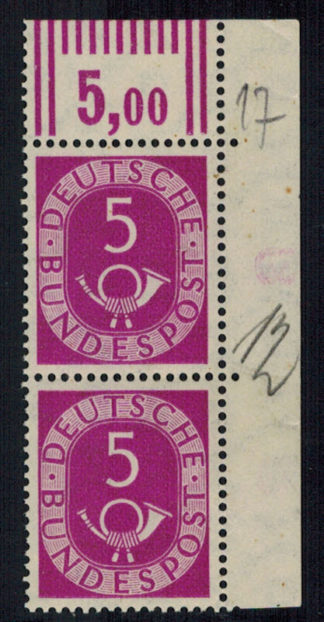 5,00
17
DEUTSCHE
5
BUNDESPOST
12
DEUTSCHE
5
BUNDESPOST